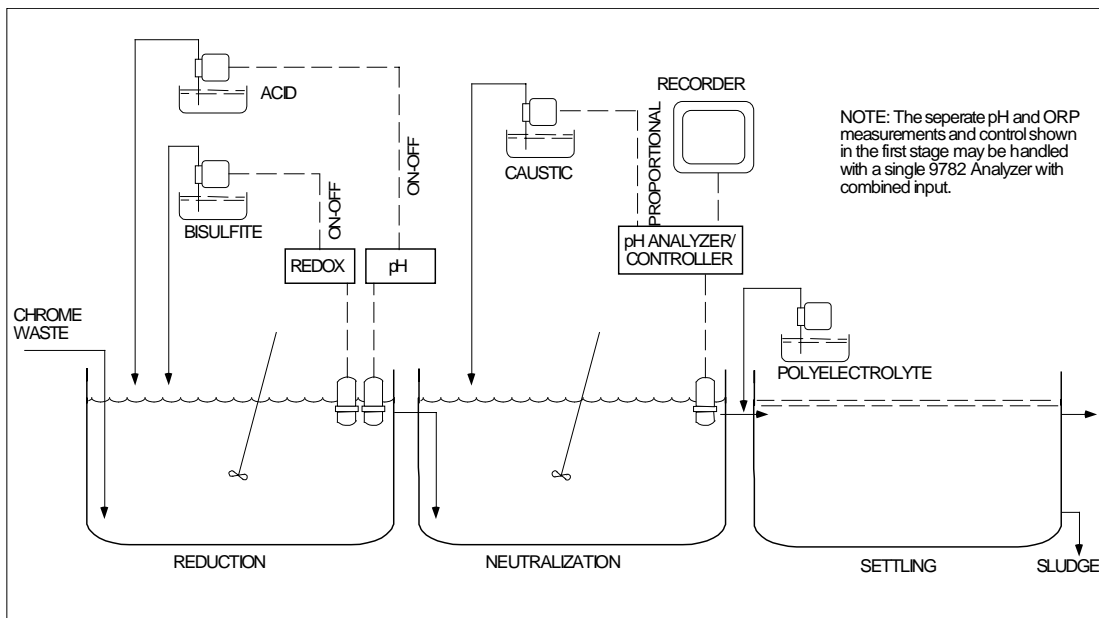 ACID
BISULFITE
ON-OFF
ON-OFF
REDOX
pH
CHROME
WASTE
REDUCTION
CAUSTIC
PROPORTIONAL
RECORDER
pH ANALYZER/
CONTROLLER
NEUTRALIZATION
NOTE: The seperate pH and ORP
measurements and control shown
in the first stage may be handled
with a single 9782 Analyzer with
combined input.
POLYELECTROLYTE
SETTLING
SLUDGE